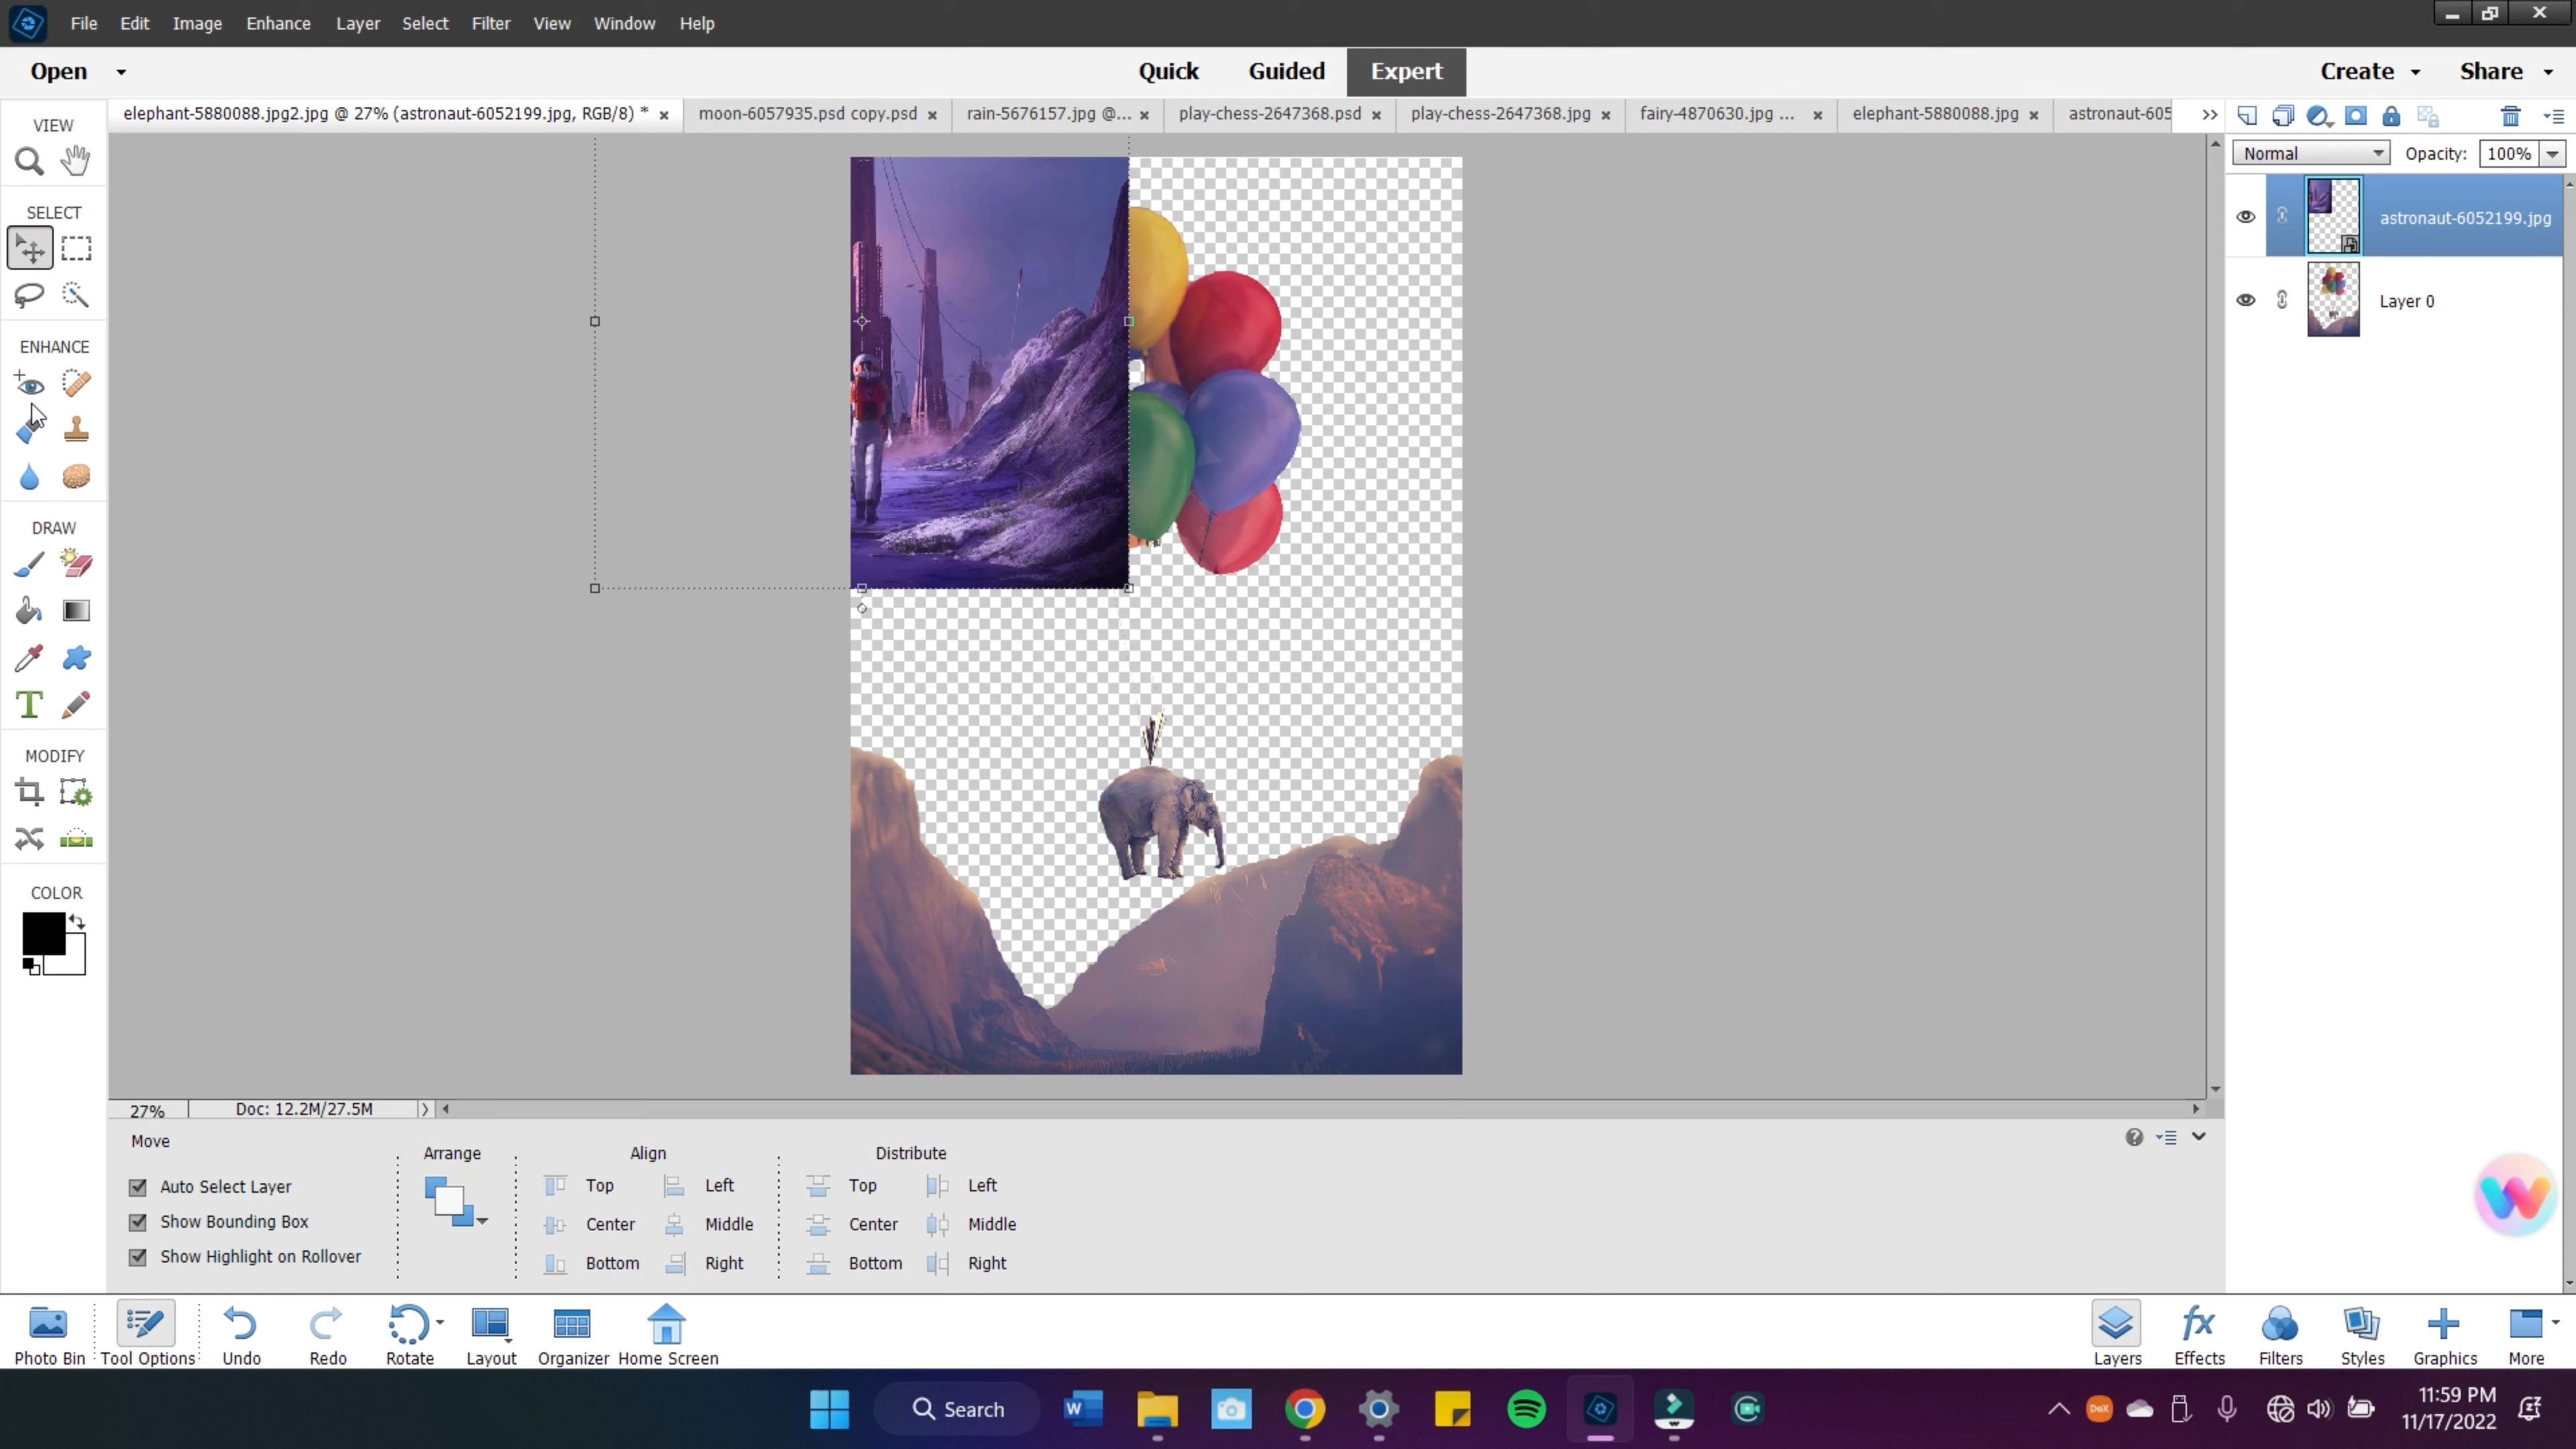 File Edit Image Enhance Layer Select Filter View Window Help
Open Quick Guided Expert Create Share
elephant-5880088.jpg2.jpg @ 27% (astronaut-6052199.jpg, RGB/8) * moon-6057935.psd copy.psd rain-5676157.jpg @... play-chess-2647368.psd play-chess-2647368.jpg fairy-4870630.jpg ... elephant-5880088.jpg astronaut-605
Normal Opacity: 100%
astronaut-6052199.jpg
Layer 0
VIEW
SELECT
ENHANCE
DRAW
MODIFY
COLOR
27% Doc: 12.2M/27.5M
Move
Auto Select Layer
Show Bounding Box
Show Highlight on Rollover
Arrange
Align
Top Left
Center Middle
Bottom Right
Distribute
Top Left
Center Middle
Bottom Right
Photo Bin Tool Options Undo Redo Rotate Layout Organizer Home Screen Layers Effects Filters Styles Graphics More
Search
11:59 PM
11/17/2022